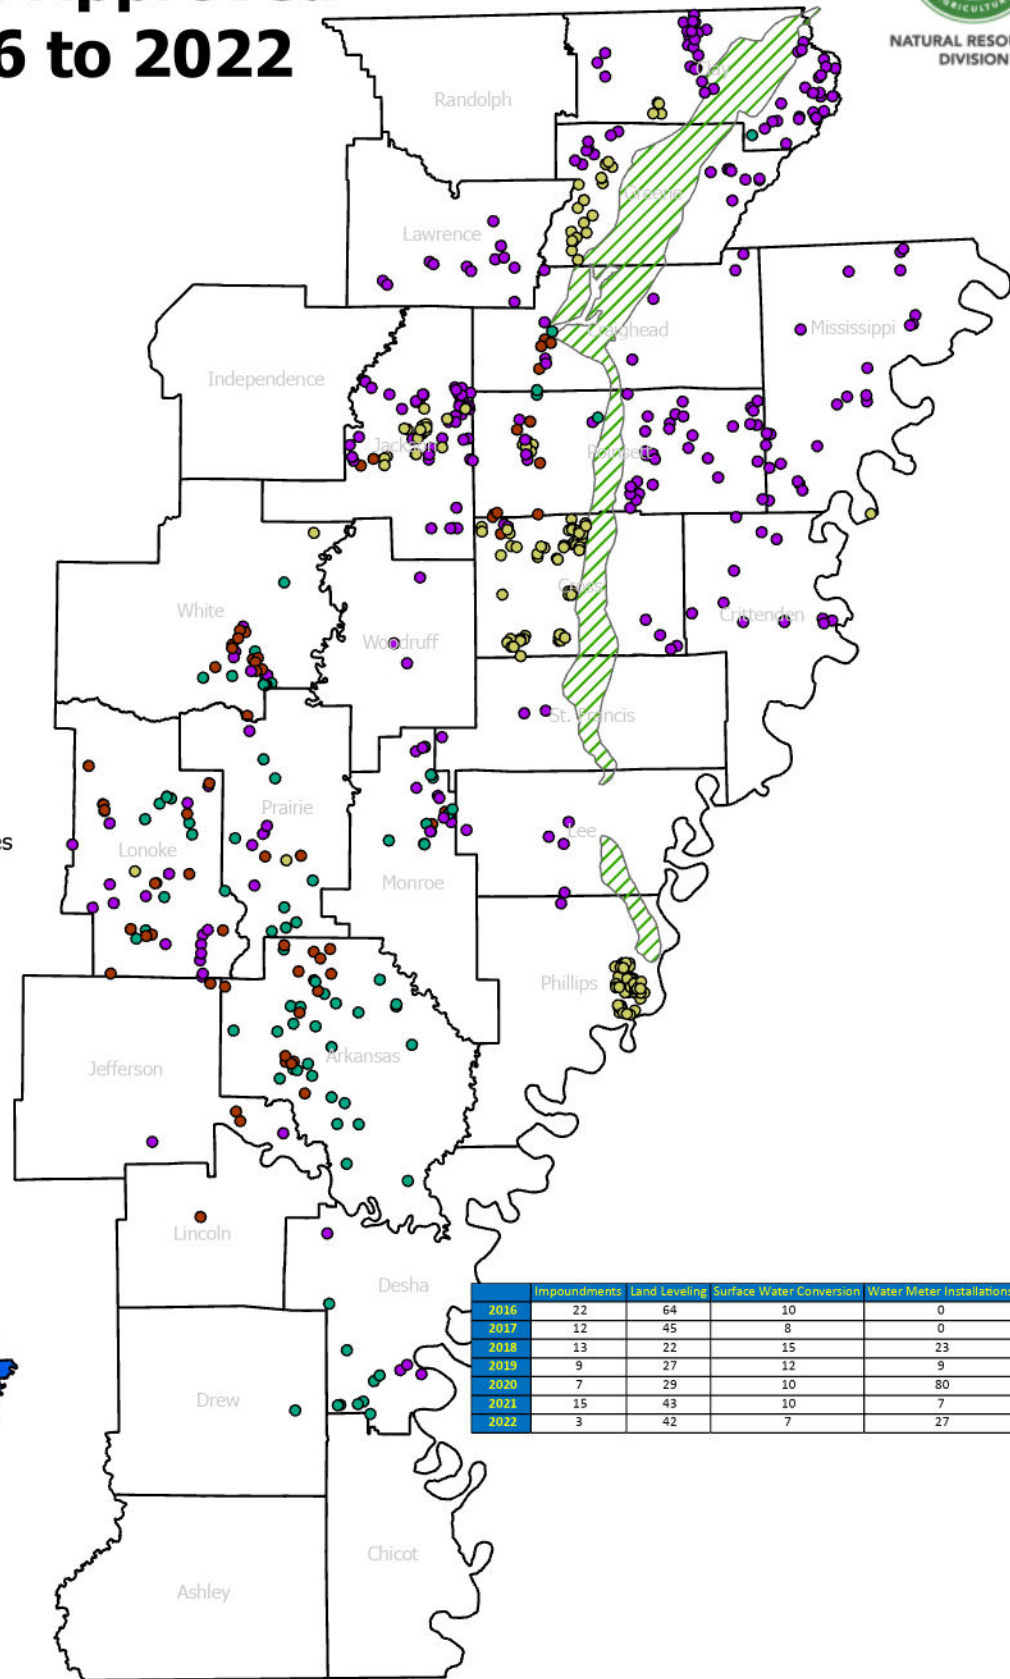 Approved
6 to 2022
AGRICULTUR
NATURAL RESOU
DIVISION
Randolph
Clay
Greene
Lawrence
Craighead
Mississippi
Independence
Jackson
Poinsett
White
Woodruff
Cross
Crittenden
St. Francis
Prairie
Lee
es
Lonoke
Monroe
Phillips
Jefferson
Arkansas
Lincoln
Desha
Impoundments Land Leveling Surface Water Conversion Water Meter Installations
2016 22 64 10 0
2017 12 45 8 0
2018 13 22 15 23
2019 9 27 12 9
2020 7 29 10 80
2021 15 43 10 7
2022 3 42 7 27
Drew
Chicot
Ashley